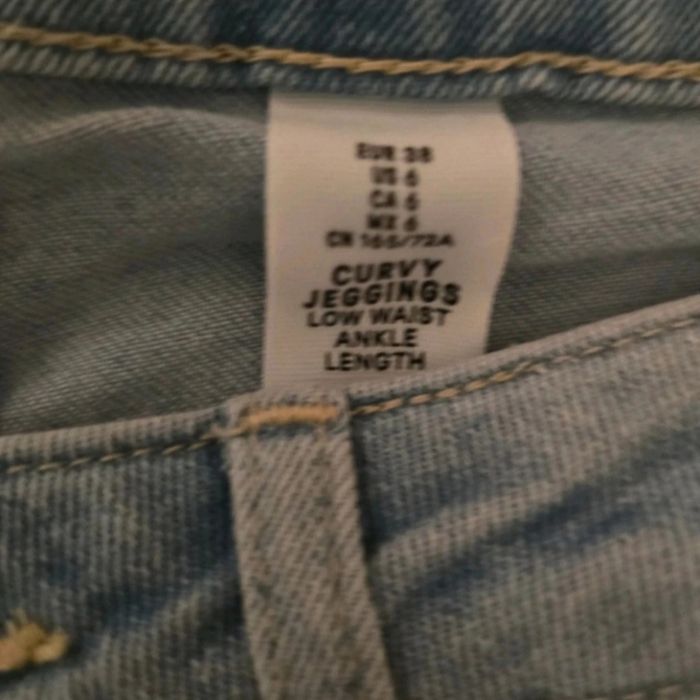 EUR 38
US 6
CA 6
MX 6
CN 165/72A
CURVY
JEGGINGS
LOW WAIST
ANKLE
LENGTH